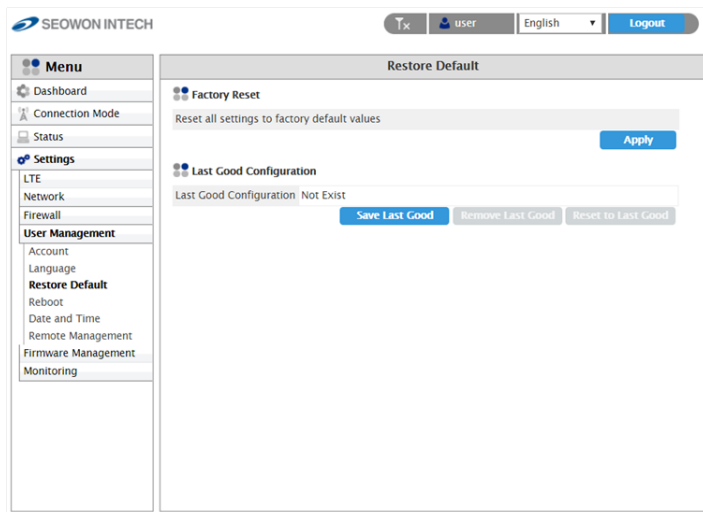 SEOWON INTECH
Tx user English Logout
Menu
Dashboard
Connection Mode
Status
Settings
LTE
Network
Firewall
User Management
Account
Language
Restore Default
Reboot
Date and Time
Remote Management
Firmware Management
Monitoring
Restore Default
Factory Reset
Reset all settings to factory default values
Apply
Last Good Configuration
Last Good Configuration Not Exist
Save Last Good Remove Last Good Reset to Last Good